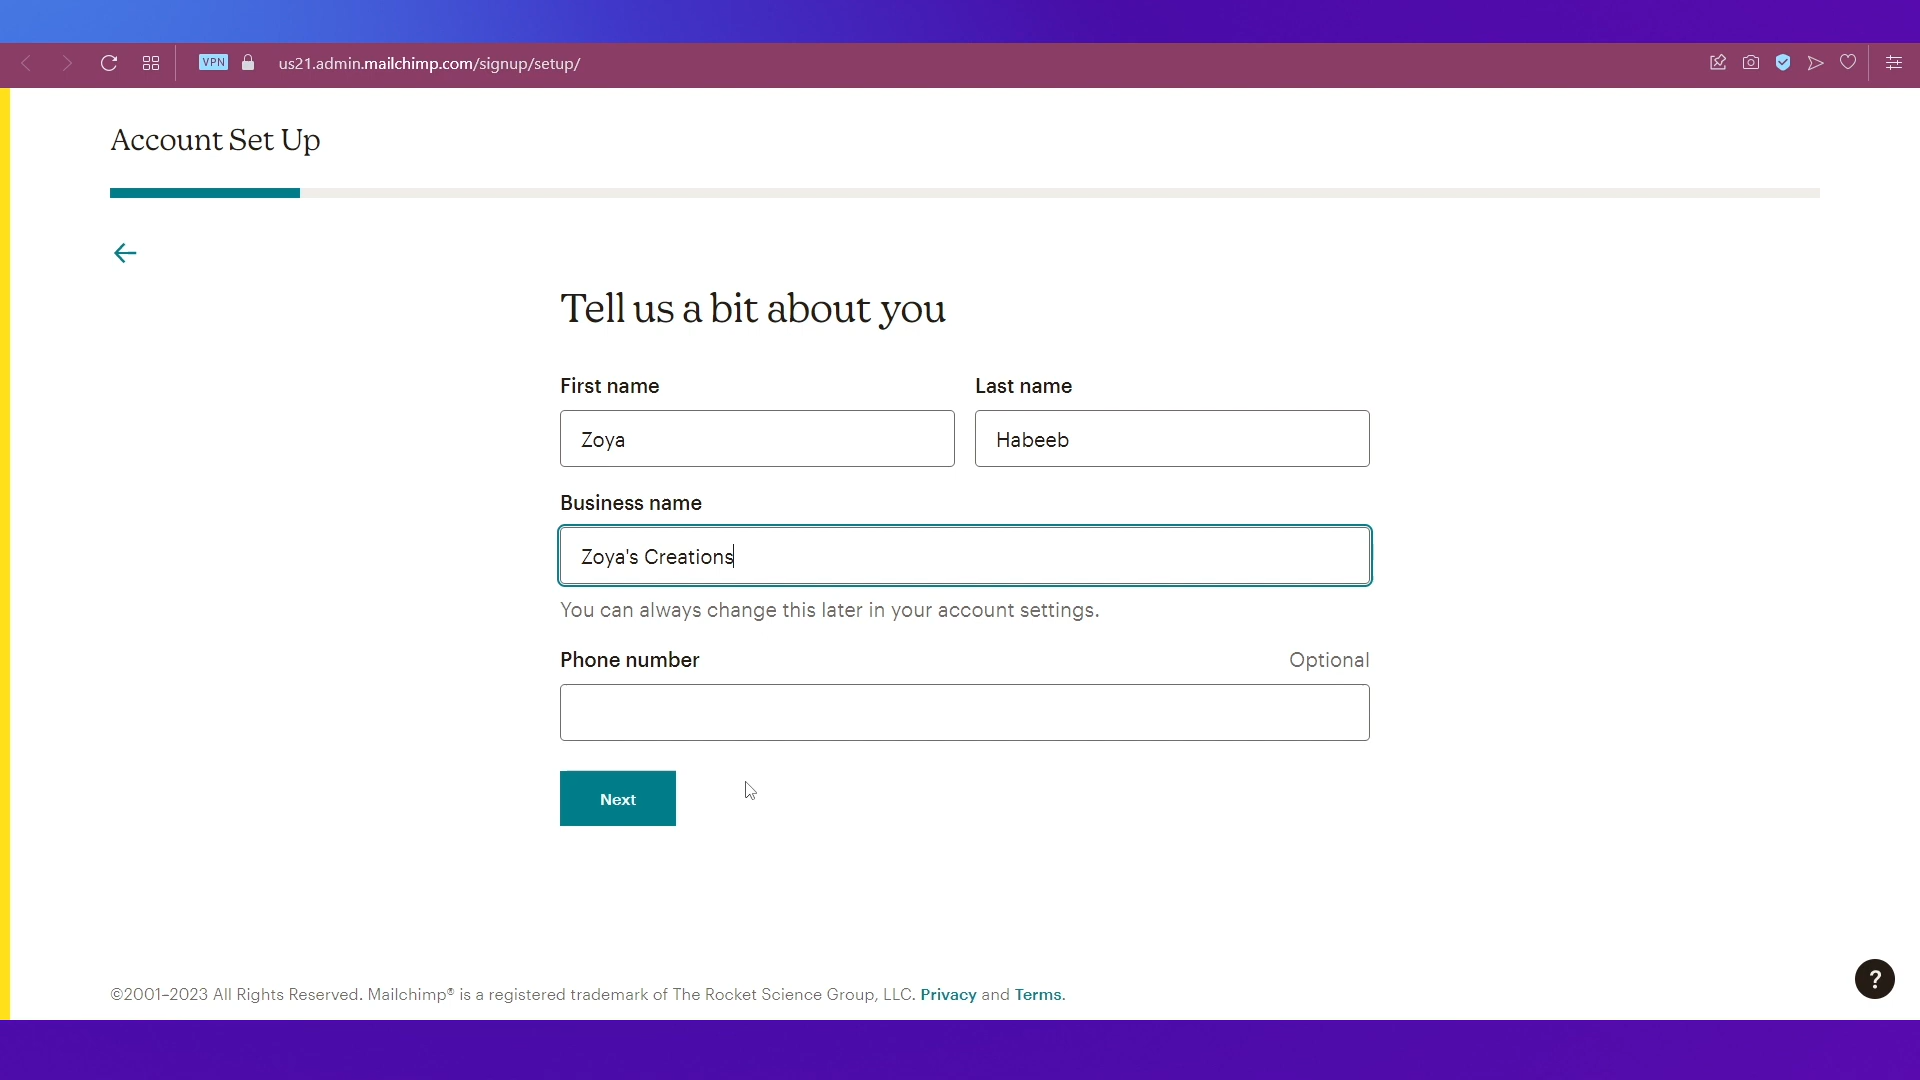 VPN
us21.admin.mailchimp.com/signup/setup/
Account Set Up
Tell us a bit about you
First name
Last name
Zoya
Habeeb
Business name
Zoya's Creations
You can always change this later in your account settings.
Phone number
Optional
Next
?
©2001–2023 All Rights Reserved. Mailchimp® is a registered trademark of The Rocket Science Group, LLC. Privacy and Terms.